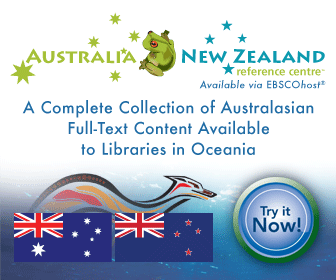 AUSTRALIA NEW ZEALAND
reference centre™
Available via EBSCOhost®
A Complete Collection of Australasian
Full-Text Content Available
to Libraries in Oceania
Try it
Now!